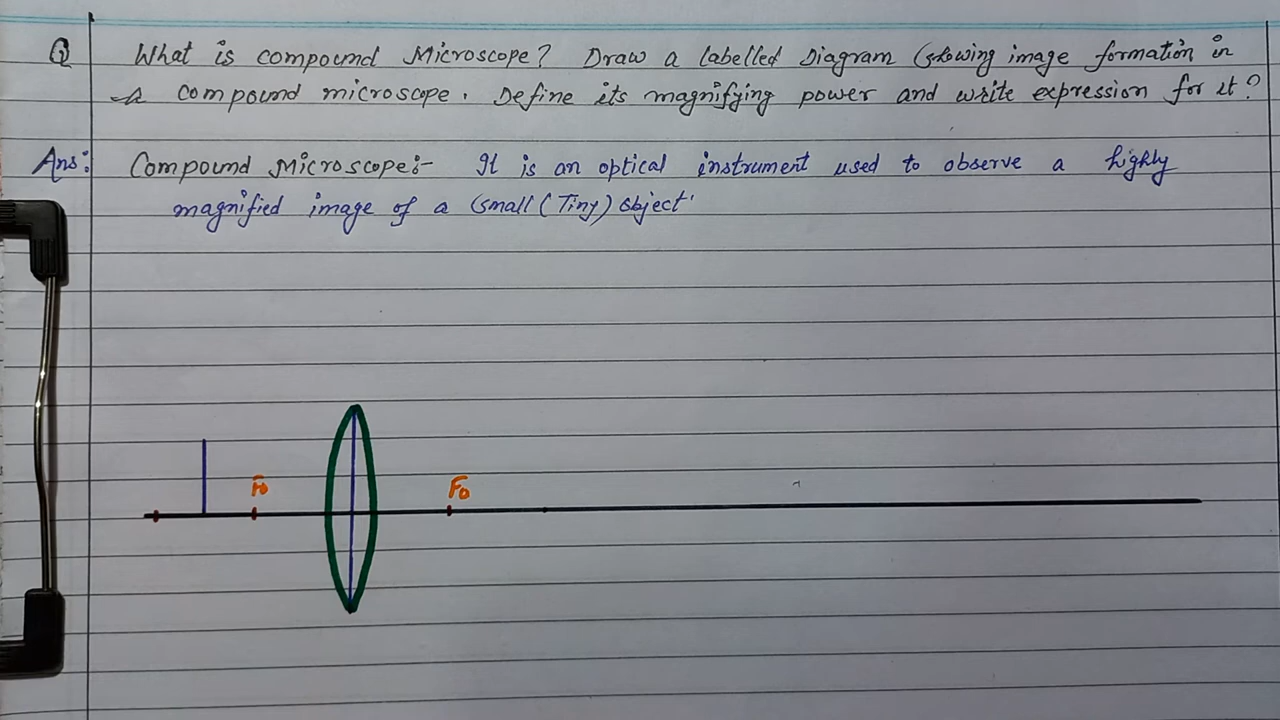 Q What is compound Microscope? Draw a labelled Diagram showing image formation in
a compound microscope. Define its magnifying power and write expression for it?
Ans: Compound Microscope:- It is an optical instrument used to observe a highly
magnified image of a small (Tiny) object.
Fo Fo